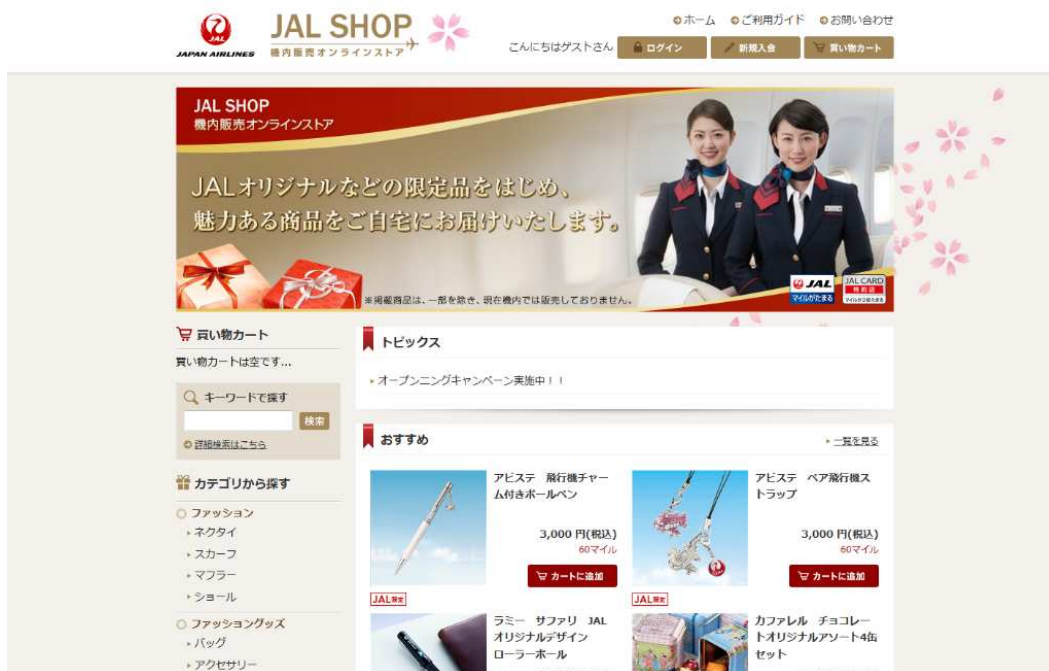 JAL
JAPAN AIRLINES
JAL SHOP
機内販売オンラインストア
ホーム
ご利用ガイド
お問い合わせ
こんにちはゲストさん
ログイン
新規入会
買い物カート
JAL SHOP
機内販売オンラインストア
JALオリジナルなどの限定品をはじめ、
魅力ある商品をご自宅にお届けいたします。
※掲載商品は、一部を除き、現在機内では販売しておりません。
JAL
マイルがたまる
JAL CARD
特約店
マイルが2倍たまる
買い物カート
買い物カートは空です...
キーワードで探す
検索
詳細検索はこちら
カテゴリから探す
ファッション
ネクタイ
スカーフ
マフラー
ショール
ファッショングッズ
バッグ
アクセサリー
トピックス
オープンニングキャンペーン実施中!!
おすすめ
一覧を見る
アビステ 飛行機チャー
ム付きボールペン
3,000 円(税込)
60マイル
カートに追加
アビステ ペア飛行機ス
トラップ
3,000 円(税込)
60マイル
カートに追加
JAL限定
ラミー サファリ JAL
オリジナルデザイン
ローラーボール
JAL限定
カファレル チョコレー
トオリジナルアソート4缶
セット